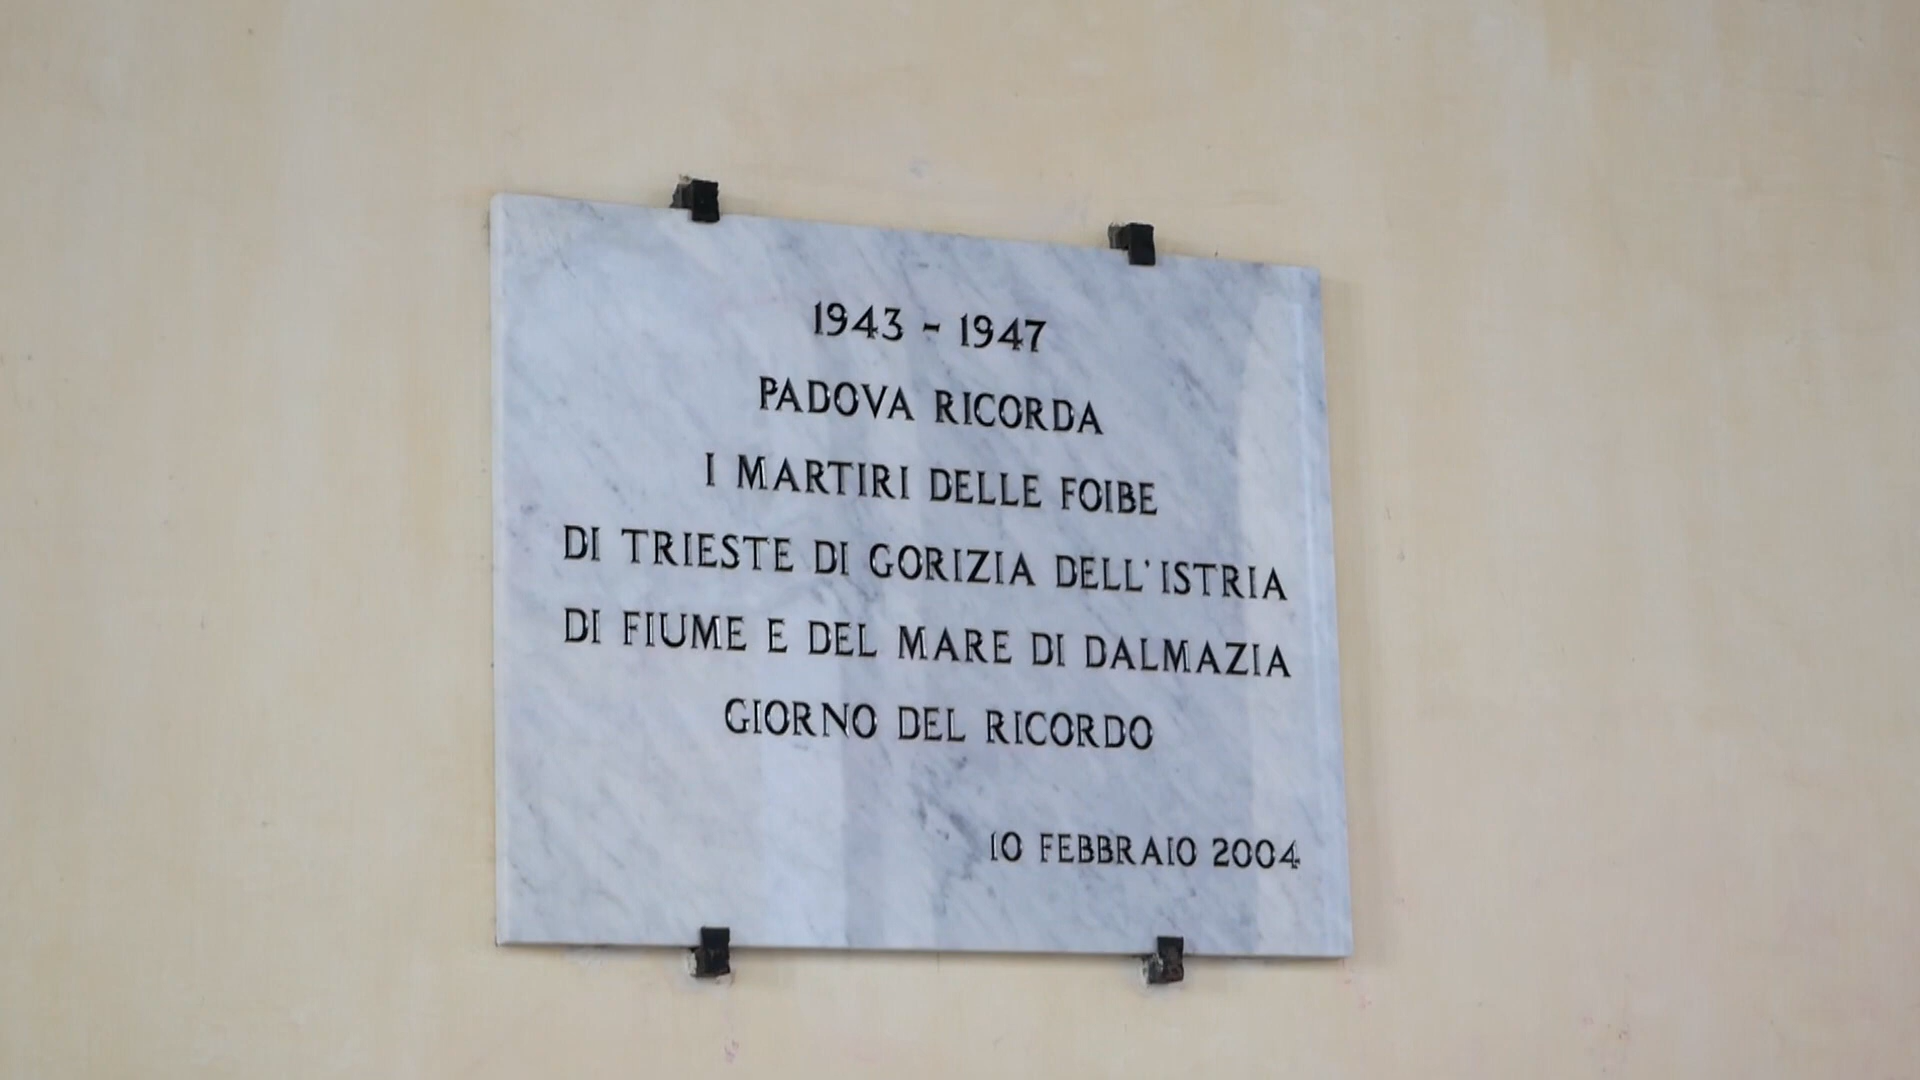 1943 - 1947
PADOVA RICORDA
I MARTIRI DELLE FOIBE
DI TRIESTE DI GORIZIA DELL'ISTRIA
DI FIUME E DEL MARE DI DALMAZIA
GIORNO DEL RICORDO
10 FEBBRAIO 2004